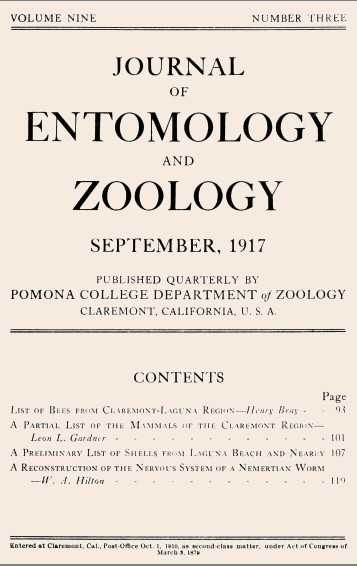 VOLUME NINE NUMBER THREE
JOURNAL
OF
ENTOMOLOGY
AND
ZOOLOGY
SEPTEMBER, 1917
PUBLISHED QUARTERLY BY
POMONA COLLEGE DEPARTMENT of ZOOLOGY
CLAREMONT, CALIFORNIA, U. S. A.
CONTENTS
Page
LIST OF BEES FROM CLAREMONT-LAGUNA REGION—Henry Bray - - 93
A PARTIAL LIST OF THE MAMMALS OF THE CLAREMONT REGION—
Leon L. Gardner - - - - - - - - - - - - 101
A PRELIMINARY LIST OF SHELLS FROM LAGUNA BEACH AND NEARBY 107
A RECONSTRUCTION OF THE NERVOUS SYSTEM OF A NEMERTIAN WORM
—W. A. Hilton - - - - - - - - - - - - 119
Entered at Claremont, Cal., Post-Office Oct. 1, 1910, as second-class matter, under Act of Congress of
March 3, 1879